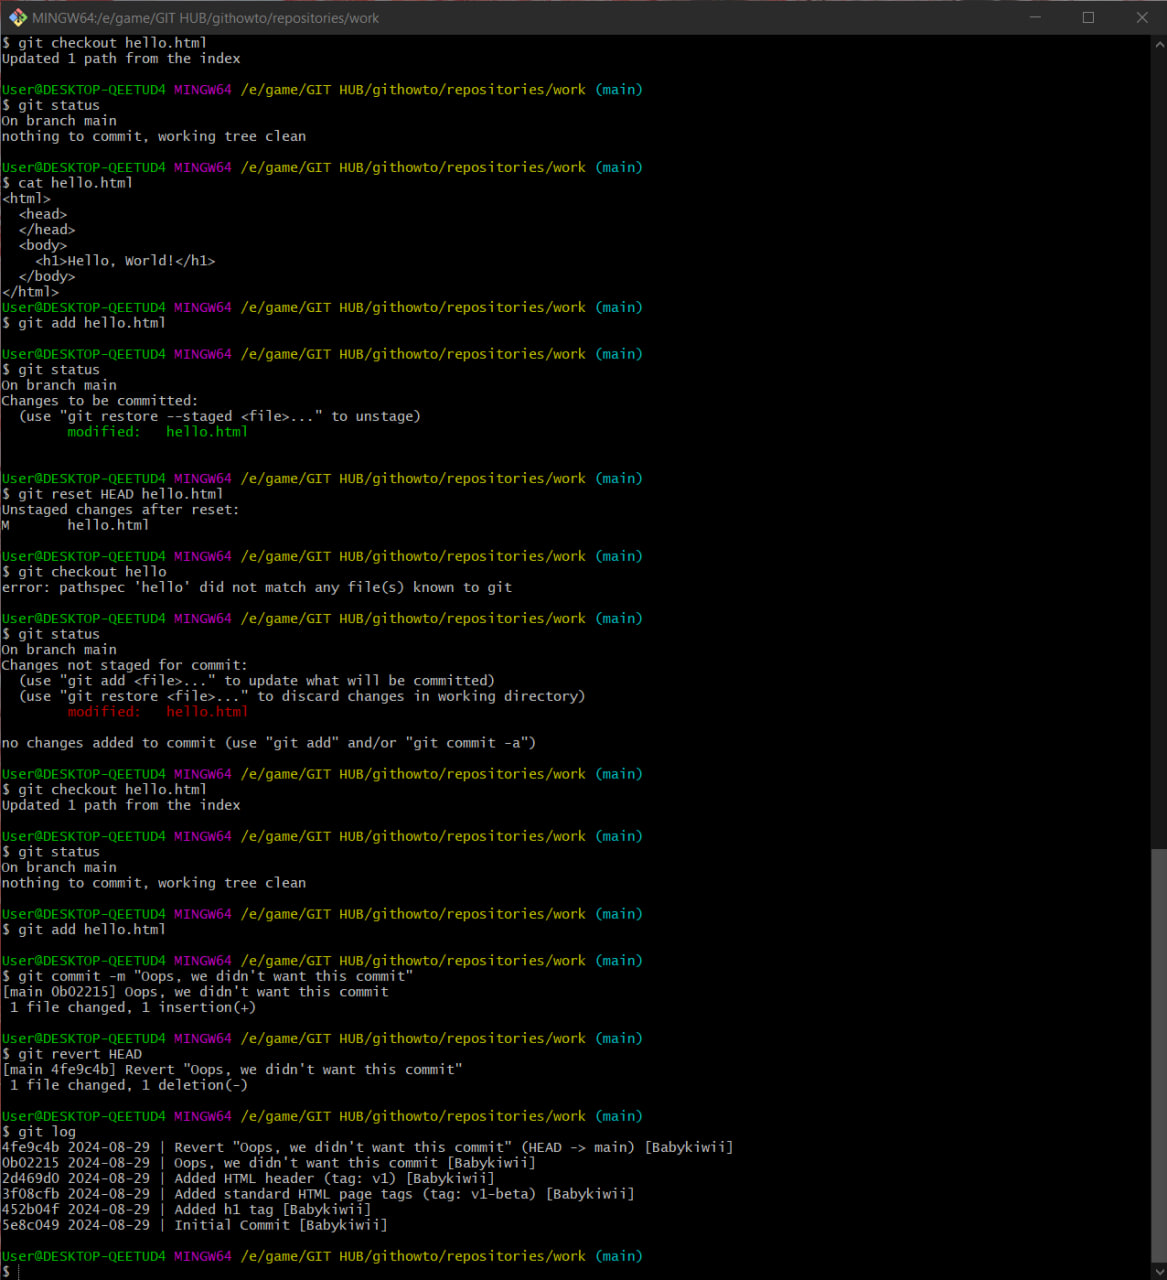 MINGW64:/e/game/GIT HUB/githowto/repositories/work
$ git checkout hello.html
Updated 1 path from the index
User@DESKTOP-QEETUD4 MINGW64 /e/game/GIT HUB/githowto/repositories/work (main)
$ git status
On branch main
nothing to commit, working tree clean
User@DESKTOP-QEETUD4 MINGW64 /e/game/GIT HUB/githowto/repositories/work (main)
$ cat hello.html
<html>
  <head>
  </head>
  <body>
    <h1>Hello, World!</h1>
  </body>
</html>
User@DESKTOP-QEETUD4 MINGW64 /e/game/GIT HUB/githowto/repositories/work (main)
$ git add hello.html
User@DESKTOP-QEETUD4 MINGW64 /e/game/GIT HUB/githowto/repositories/work (main)
$ git status
On branch main
Changes to be committed:
  (use "git restore --staged <file>..." to unstage)
        modified:   hello.html
User@DESKTOP-QEETUD4 MINGW64 /e/game/GIT HUB/githowto/repositories/work (main)
$ git reset HEAD hello.html
Unstaged changes after reset:
M       hello.html
User@DESKTOP-QEETUD4 MINGW64 /e/game/GIT HUB/githowto/repositories/work (main)
$ git checkout hello
error: pathspec 'hello' did not match any file(s) known to git
User@DESKTOP-QEETUD4 MINGW64 /e/game/GIT HUB/githowto/repositories/work (main)
$ git status
On branch main
Changes not staged for commit:
  (use "git add <file>..." to update what will be committed)
  (use "git restore <file>..." to discard changes in working directory)
        modified:   hello.html
no changes added to commit (use "git add" and/or "git commit -a")
User@DESKTOP-QEETUD4 MINGW64 /e/game/GIT HUB/githowto/repositories/work (main)
$ git checkout hello.html
Updated 1 path from the index
User@DESKTOP-QEETUD4 MINGW64 /e/game/GIT HUB/githowto/repositories/work (main)
$ git status
On branch main
nothing to commit, working tree clean
User@DESKTOP-QEETUD4 MINGW64 /e/game/GIT HUB/githowto/repositories/work (main)
$ git add hello.html
User@DESKTOP-QEETUD4 MINGW64 /e/game/GIT HUB/githowto/repositories/work (main)
$ git commit -m "Oops, we didn't want this commit"
[main 0b02215] Oops, we didn't want this commit
 1 file changed, 1 insertion(+)
User@DESKTOP-QEETUD4 MINGW64 /e/game/GIT HUB/githowto/repositories/work (main)
$ git revert HEAD
[main 4fe9c4b] Revert "Oops, we didn't want this commit"
 1 file changed, 1 deletion(-)
User@DESKTOP-QEETUD4 MINGW64 /e/game/GIT HUB/githowto/repositories/work (main)
$ git log
4fe9c4b 2024-08-29 | Revert "Oops, we didn't want this commit" (HEAD -> main) [Babykiwii]
0b02215 2024-08-29 | Oops, we didn't want this commit [Babykiwii]
2d469d0 2024-08-29 | Added HTML header (tag: v1) [Babykiwii]
3f08cfb 2024-08-29 | Added standard HTML page tags (tag: v1-beta) [Babykiwii]
452b04f 2024-08-29 | Added h1 tag [Babykiwii]
5e8c049 2024-08-29 | Initial Commit [Babykiwii]
User@DESKTOP-QEETUD4 MINGW64 /e/game/GIT HUB/githowto/repositories/work (main)
$